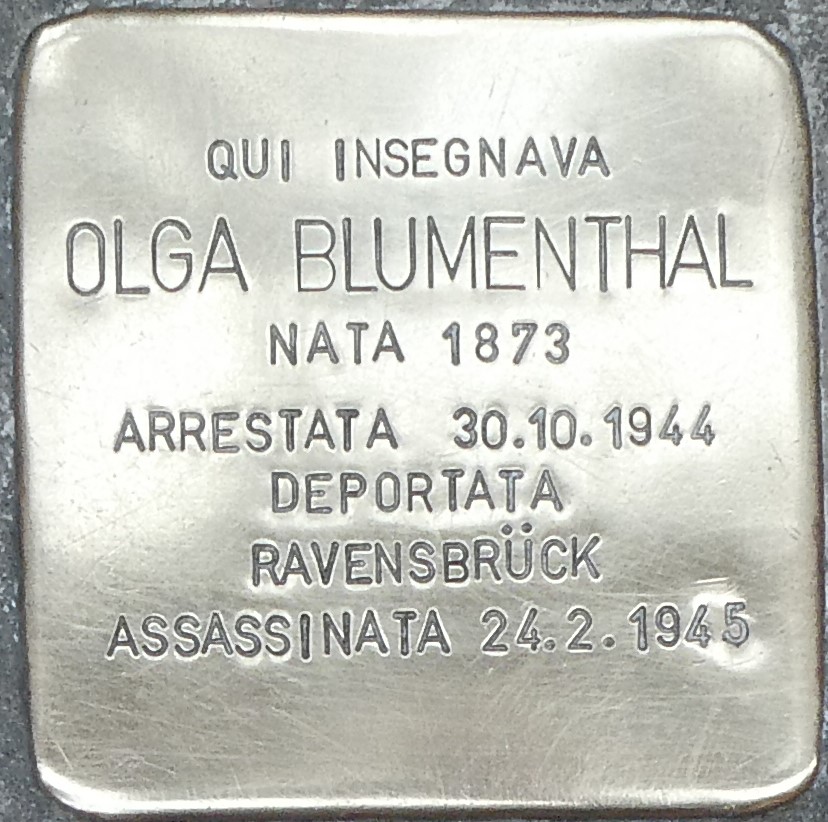 QUI INSEGNAVA
OLGA BLUMENTHAL
NATA 1873
ARRESTATA 30.10.1944
DEPORTATA
RAVENSBRÜCK
ASSASSINATA 24.2.1945